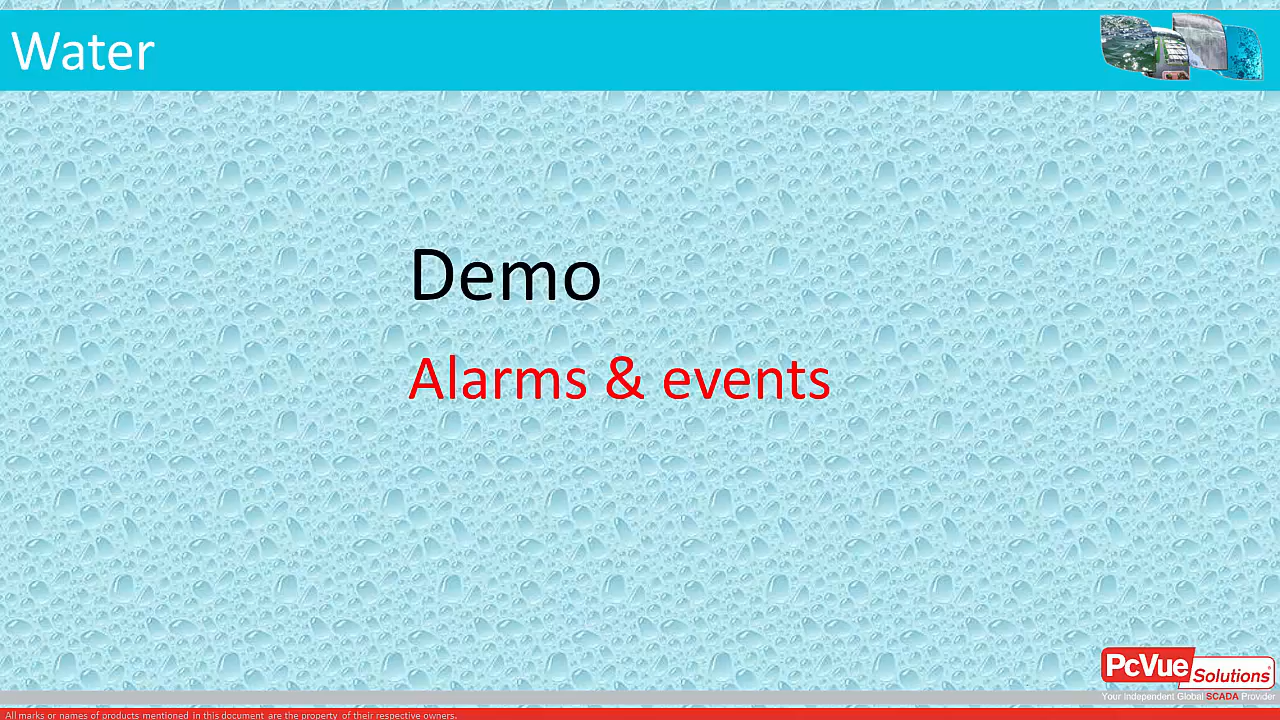 Water
Demo
Alarms & events
PcVue Solutions
Your Independent Global SCADA Provider
All marks or names of products mentioned in this document are the property of their respective owners.